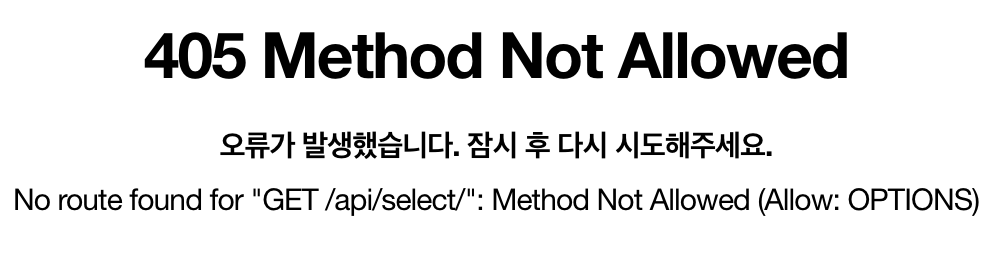 405 Method Not Allowed
오류가 발생했습니다. 잠시 후 다시 시도해주세요.
No route found for "GET /api/select/": Method Not Allowed (Allow: OPTIONS)